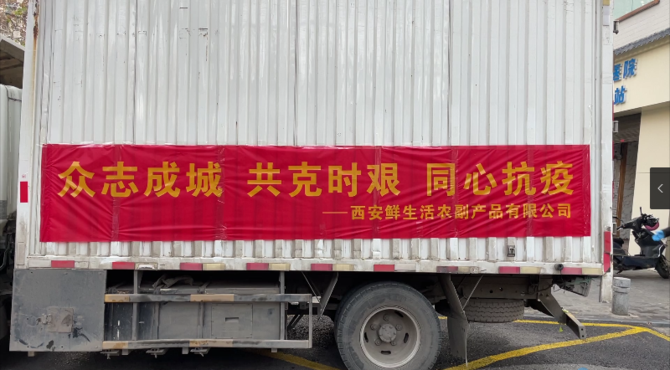 众志成城 共克时艰 同心抗疫
——西安鲜生活农副产品有限公司
站